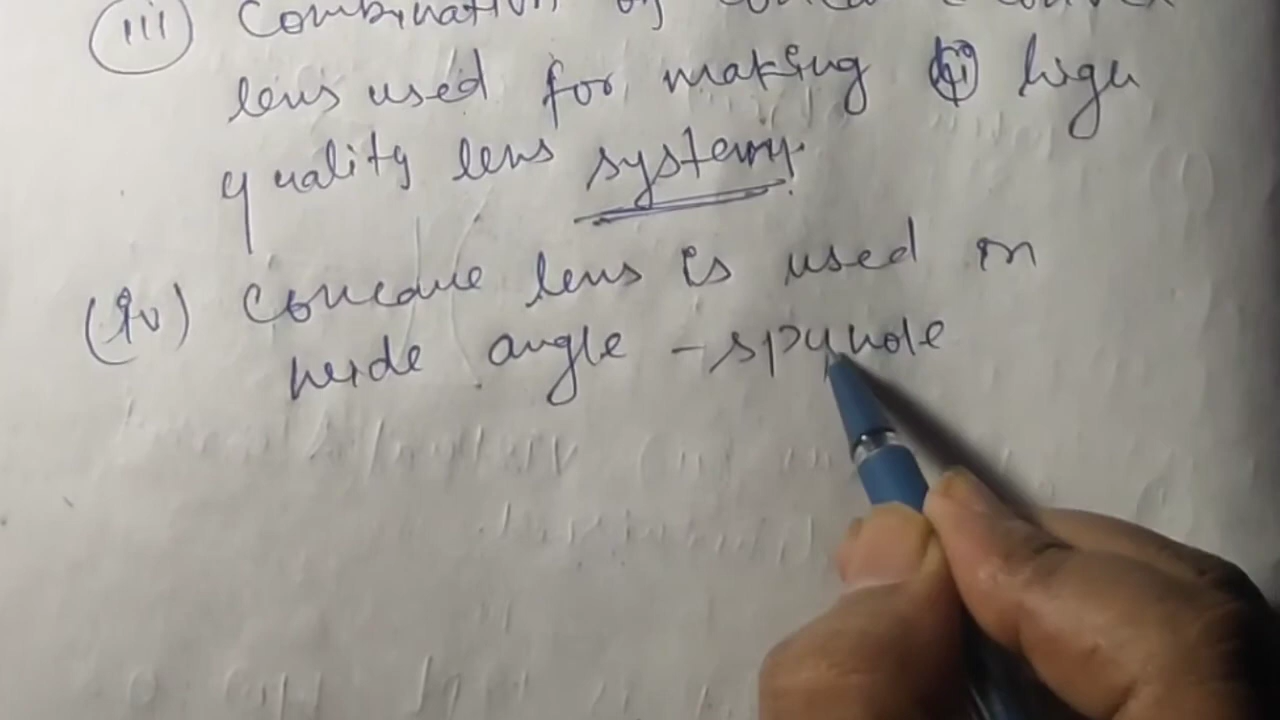 (iii) Combination of
lens used for making high
quality lens system.
(iv) Concave lens is used in
wide angle - spyhole